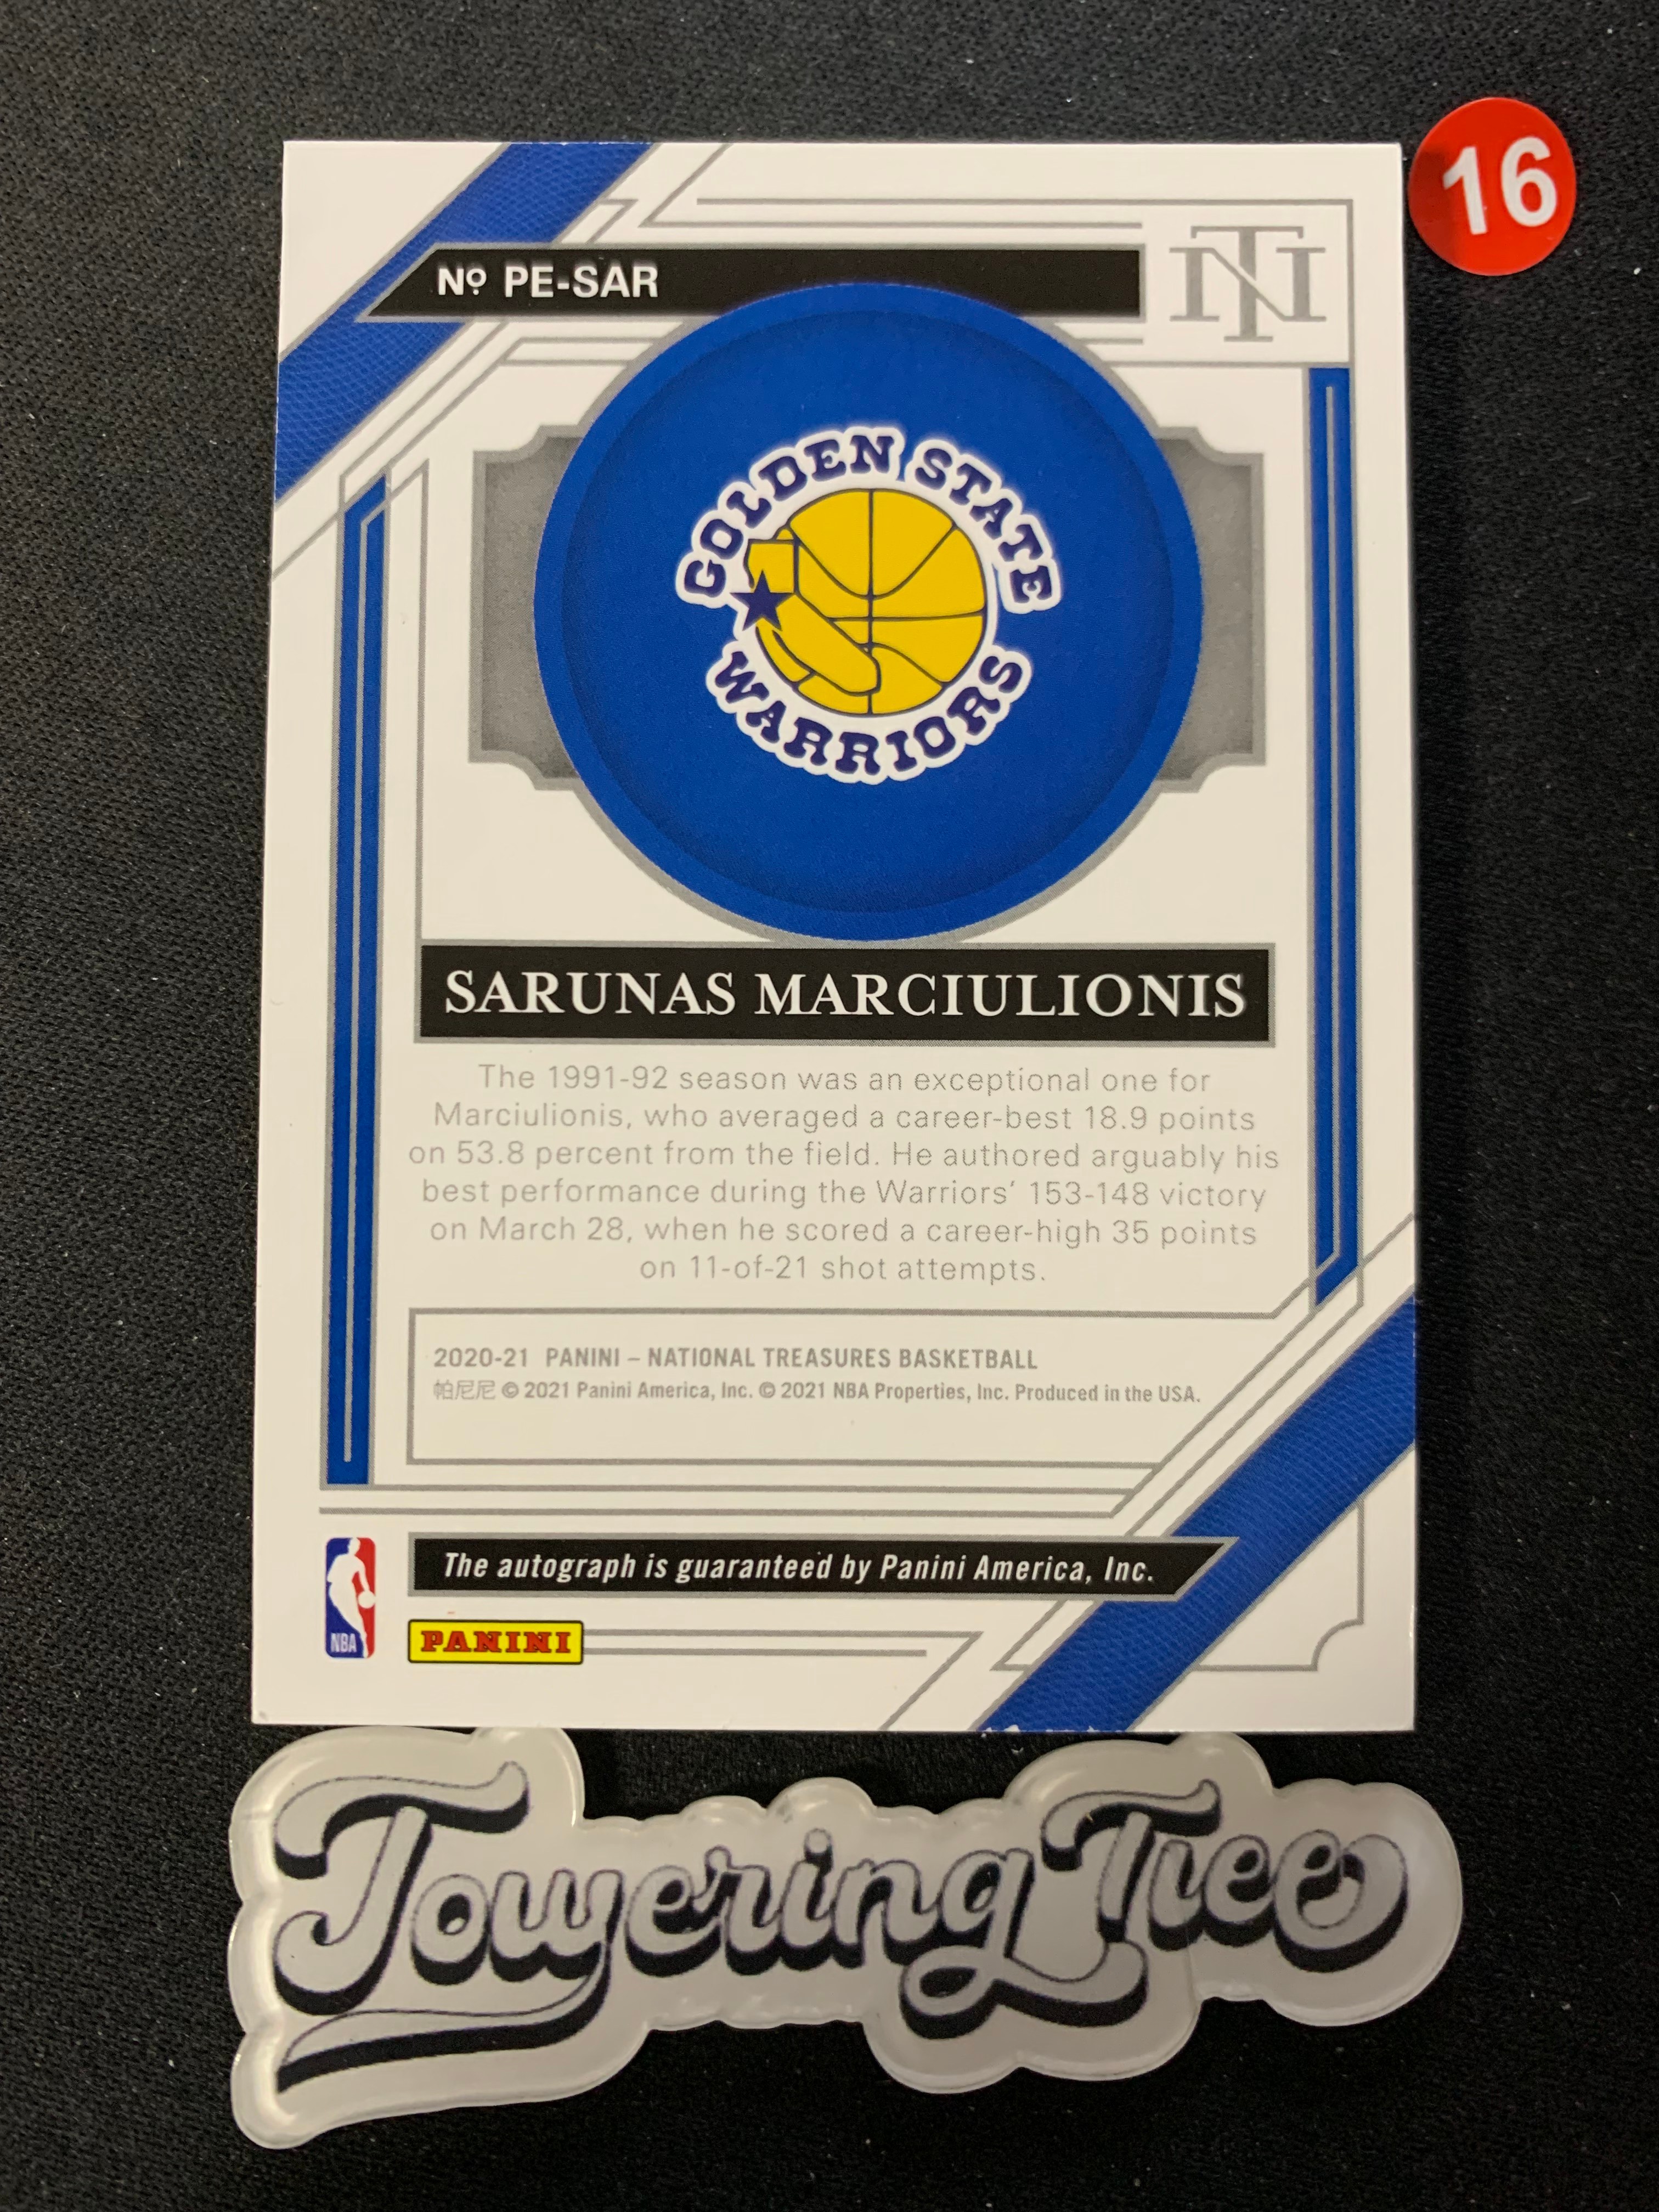 16
Nº PE-SAR
NT
GOLDEN STATE
WARRIORS
SARUNAS MARCIULIONIS
The 1991-92 season was an exceptional one for
Marciulionis, who averaged a career-best 18.9 points
on 53.8 percent from the field. He authored arguably his
best performance during the Warriors’ 153-148 victory
on March 28, when he scored a career-high 35 points
on 11-of-21 shot attempts.
2020-21 PANINI – NATIONAL TREASURES BASKETBALL
帕尼尼 © 2021 Panini America, Inc. © 2021 NBA Properties, Inc. Produced in the USA.
The autograph is guaranteed by Panini America, Inc.
NBA
PANINI
ToweringTiee